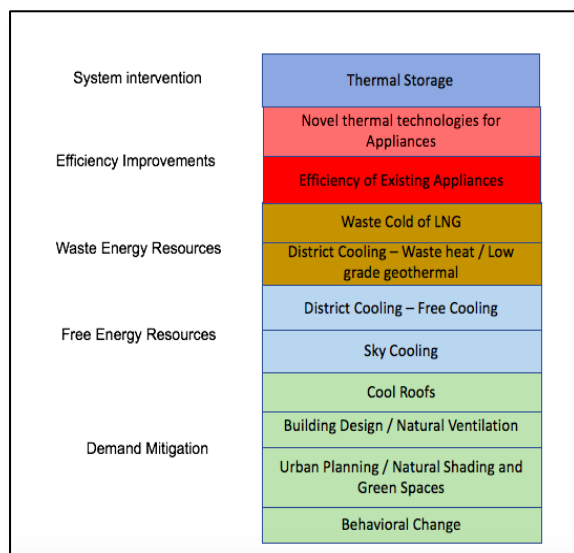 System intervention
Thermal Storage
Efficiency Improvements
Novel thermal technologies for
Appliances
Efficiency of Existing Appliances
Waste Energy Resources
Waste Cold of LNG
District Cooling – Waste heat / Low
grade geothermal
Free Energy Resources
District Cooling – Free Cooling
Sky Cooling
Demand Mitigation
Cool Roofs
Building Design / Natural Ventilation
Urban Planning / Natural Shading and
Green Spaces
Behavioral Change